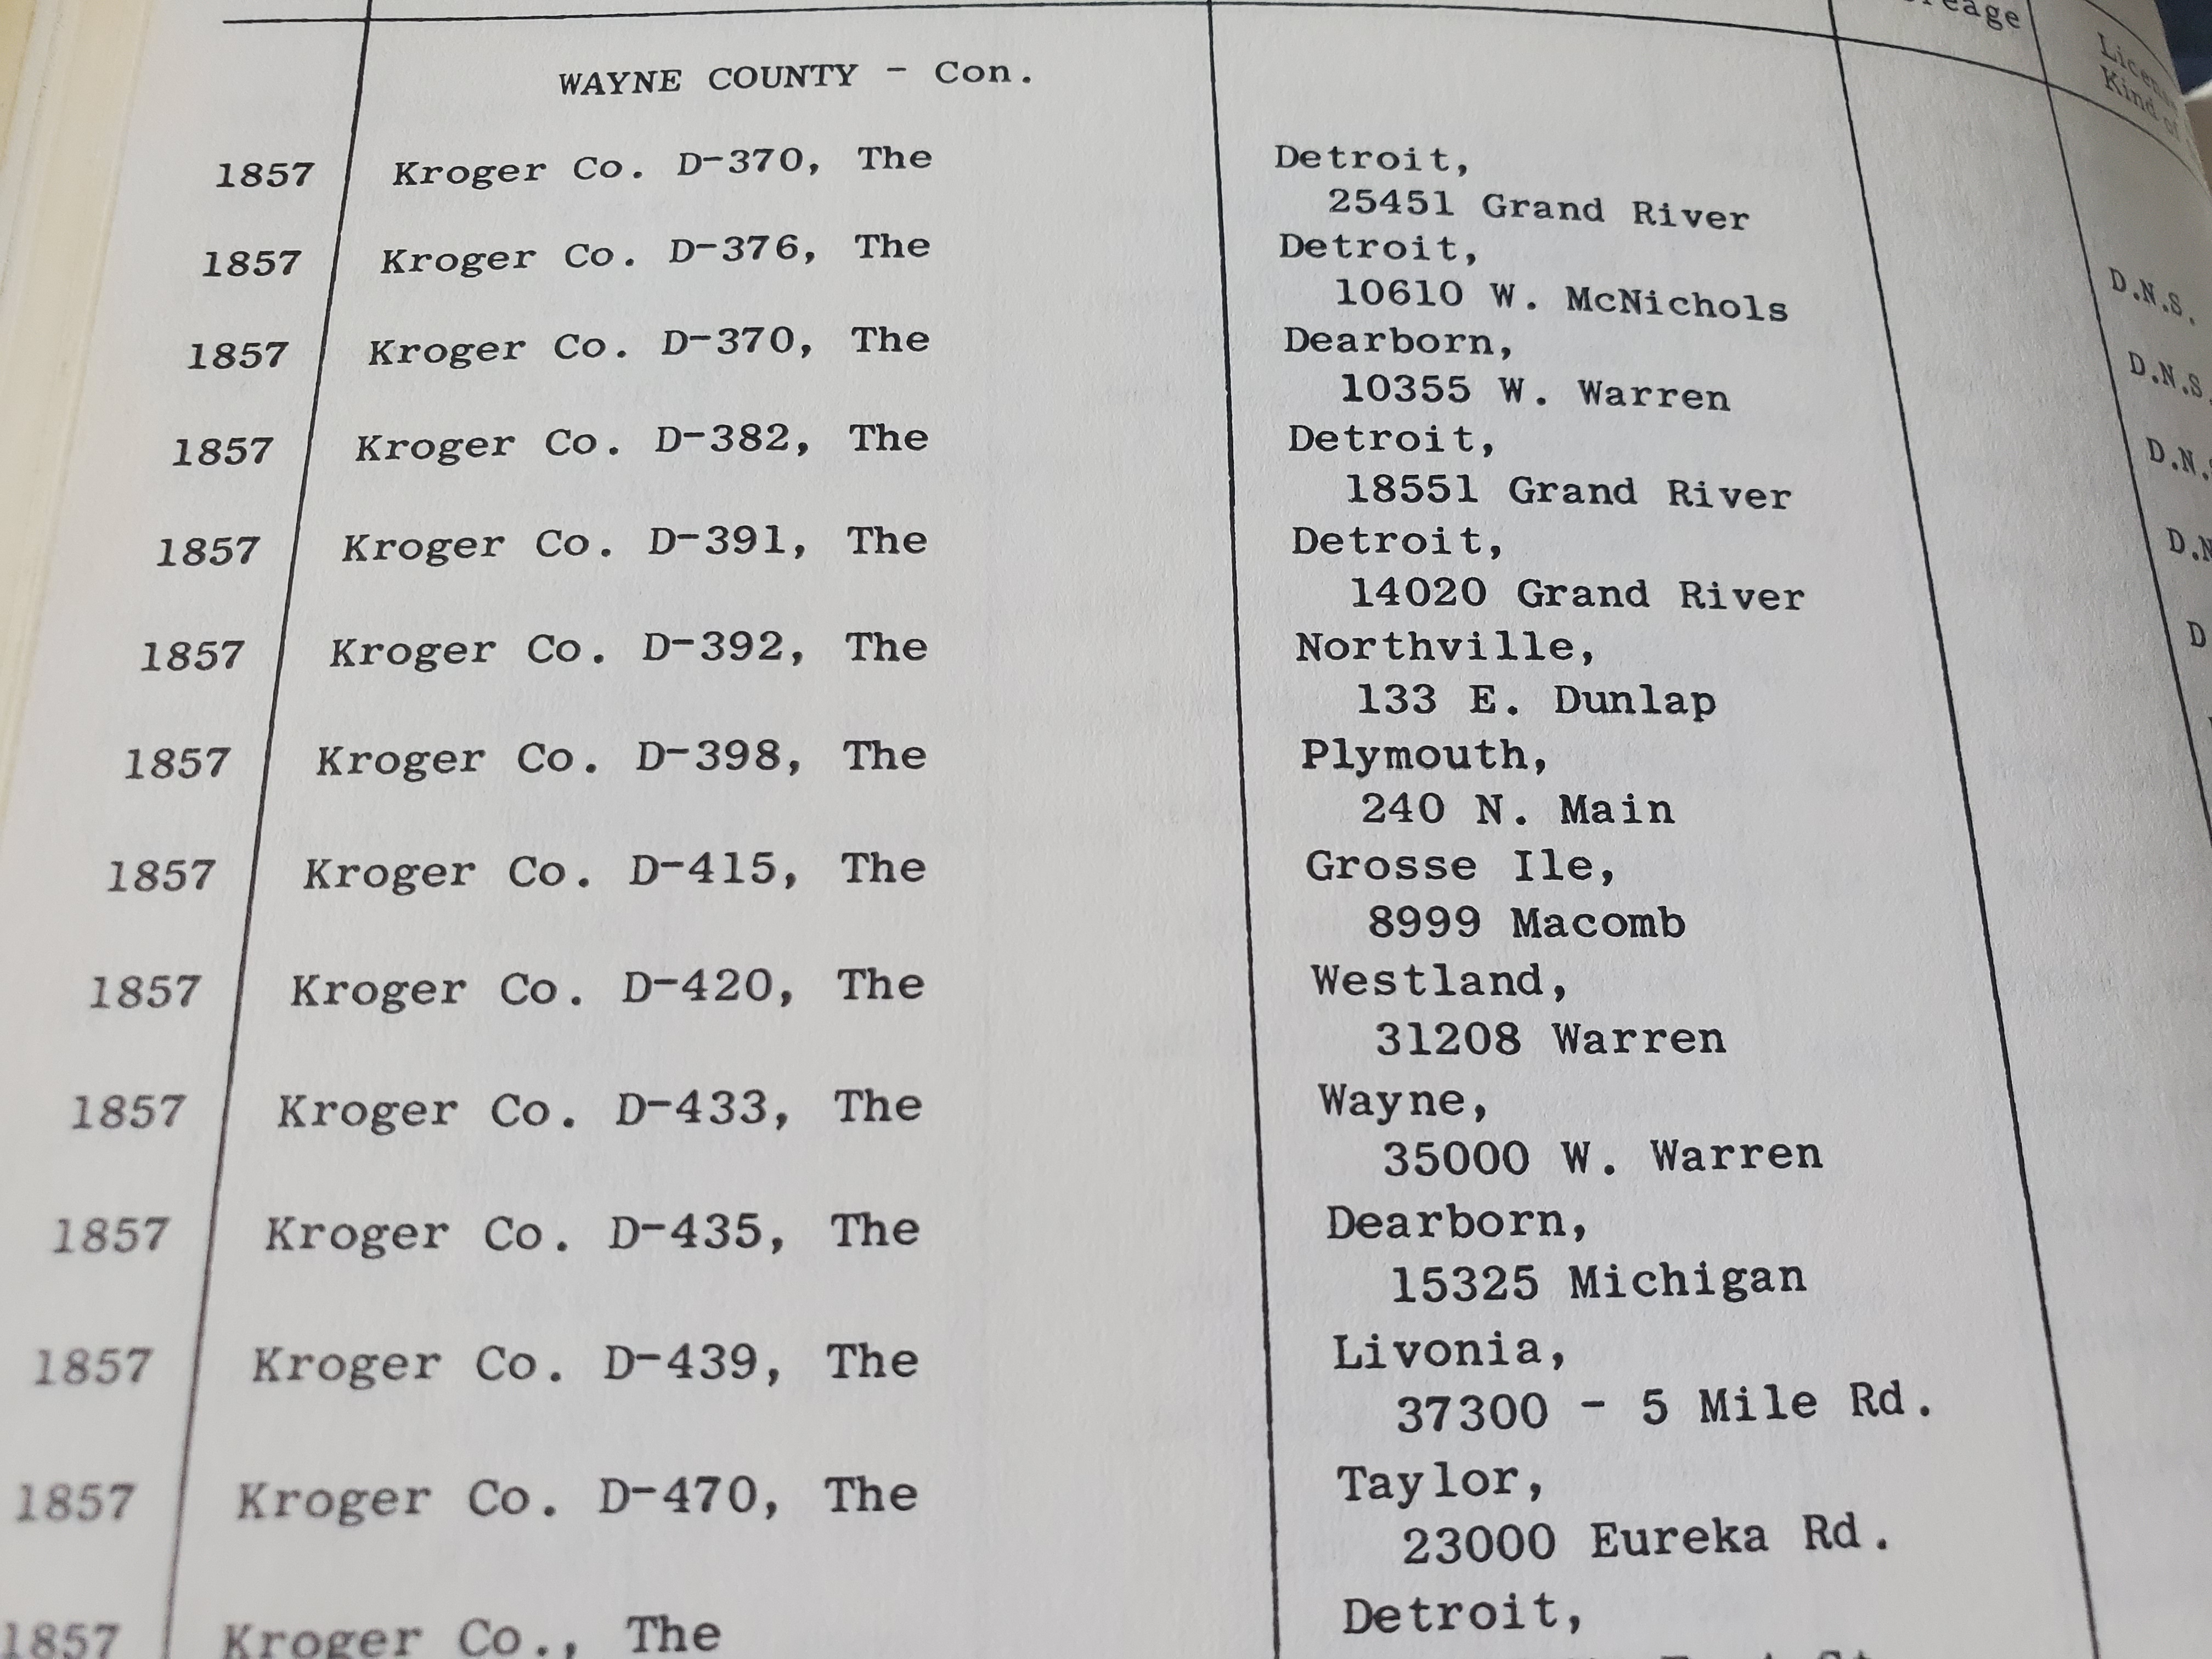 WAYNE COUNTY - Con.
1857 Kroger Co. D-370, The Detroit,
25451 Grand River
1857 Kroger Co. D-376, The Detroit,
10610 W. McNichols D.N.S.
1857 Kroger Co. D-370, The Dearborn,
10355 W. Warren D.N.S.
1857 Kroger Co. D-382, The Detroit,
18551 Grand River D.N.
1857 Kroger Co. D-391, The Detroit,
14020 Grand River D.N
1857 Kroger Co. D-392, The Northville,
133 E. Dunlap D
1857 Kroger Co. D-398, The Plymouth,
240 N. Main
1857 Kroger Co. D-415, The Grosse Ile,
8999 Macomb
1857 Kroger Co. D-420, The Westland,
31208 Warren
1857 Kroger Co. D-433, The Wayne,
35000 W. Warren
1857 Kroger Co. D-435, The Dearborn,
15325 Michigan
1857 Kroger Co. D-439, The Livonia,
37300 - 5 Mile Rd.
1857 Kroger Co. D-470, The Taylor,
23000 Eureka Rd.
1857 Kroger Co., The Detroit,